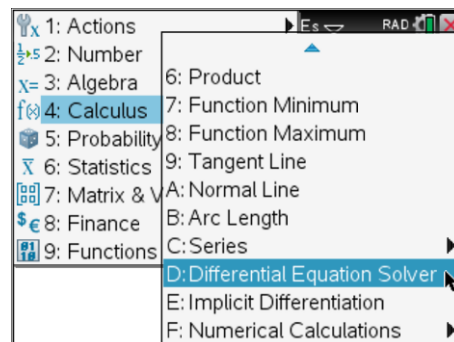 1: Actions
2: Number
3: Algebra
4: Calculus
5: Probability
6: Statistics
7: Matrix & V
8: Finance
9: Functions
Es
RAD
6: Product
7: Function Minimum
8: Function Maximum
9: Tangent Line
A: Normal Line
B: Arc Length
C: Series
D: Differential Equation Solver
E: Implicit Differentiation
F: Numerical Calculations